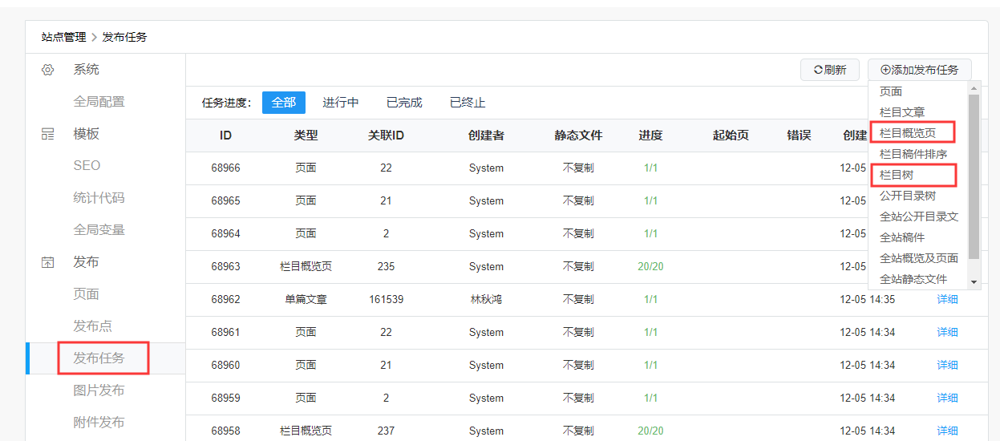 站点管理 > 发布任务
系统
全局配置
模板
SEO
统计代码
全局变量
发布
页面
发布点
发布任务
图片发布
附件发布
刷新 添加发布任务
任务进度： 全部 进行中 已完成 已终止
页面
栏目文章
栏目概览页
栏目稿件排序
栏目树
公开目录树
全站公开目录文
全站稿件
全站概览及页面
全站静态文件
ID 类型 关联ID 创建者 静态文件 进度 起始页 错误 创建
68966 页面 22 System 不复制 1/1 12-05
68965 页面 21 System 不复制 1/1 12-05
68964 页面 2 System 不复制 1/1 12-05
68963 栏目概览页 235 System 不复制 20/20 12-05
68962 单篇文章 161539 林秋鸿 不复制 1/1 12-05 14:35 详细
68961 页面 22 System 不复制 1/1 12-05 14:34 详细
68960 页面 21 System 不复制 1/1 12-05 14:34 详细
68959 页面 2 System 不复制 1/1 12-05 14:34 详细
68958 栏目概览页 237 System 不复制 20/20 12-05 14:34 详细